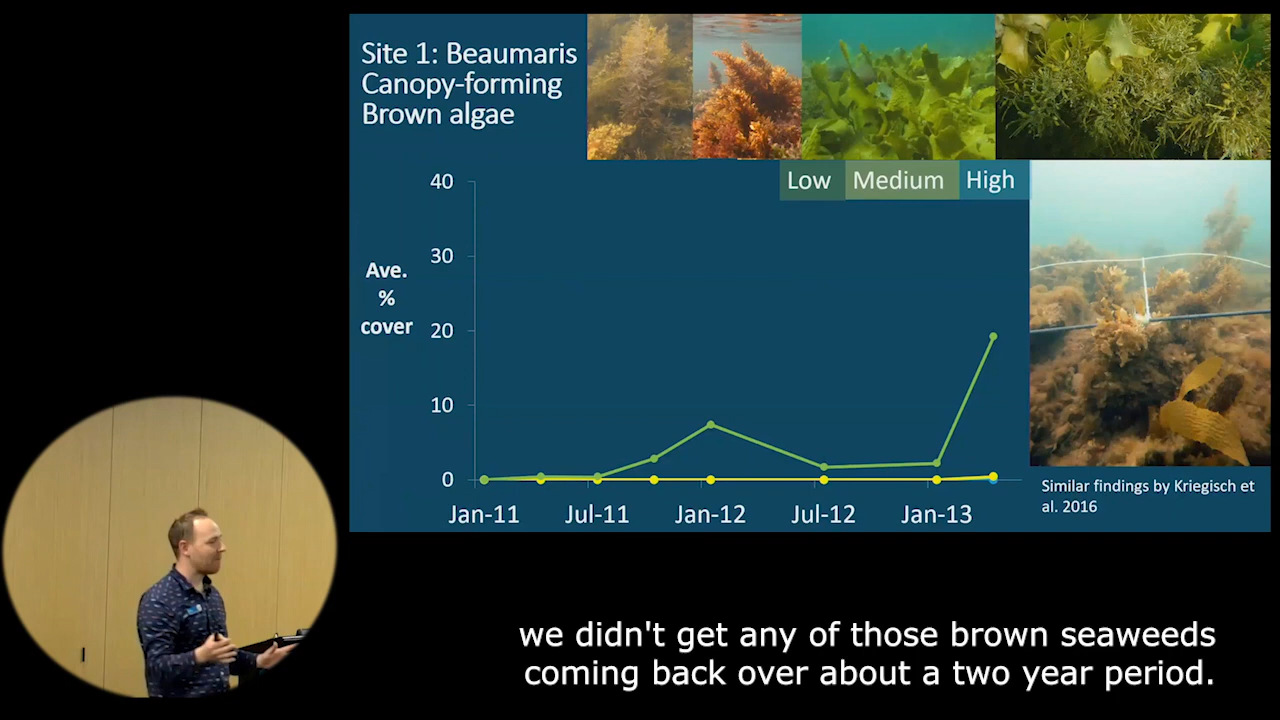 Site 1: Beaumaris
Canopy-forming
Brown algae
Low Medium High
40
30
20
10
0
Ave.
%
cover
Jan-11 Jul-11 Jan-12 Jul-12 Jan-13
Similar findings by Kriegisch et
al. 2016
we didn't get any of those brown seaweeds
coming back over about a two year period.